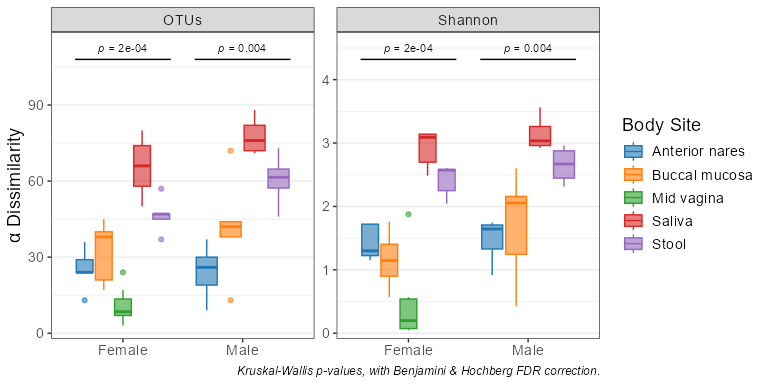 OTUs
Shannon
p = 2e-04
p = 0.004
p = 2e-04
p = 0.004
α Dissimilarity
90
60
30
0
4
3
2
1
0
Female
Male
Female
Male
Body Site
Anterior nares
Buccal mucosa
Mid vagina
Saliva
Stool
Kruskal-Wallis p-values, with Benjamini & Hochberg FDR correction.